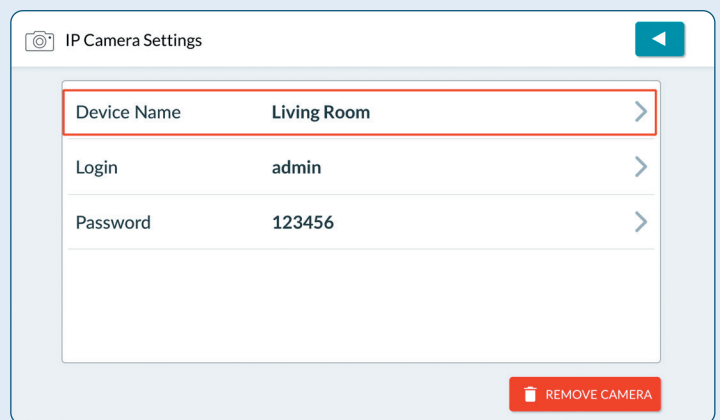 IP Camera Settings
Device Name Living Room
Login admin
Password 123456
REMOVE CAMERA